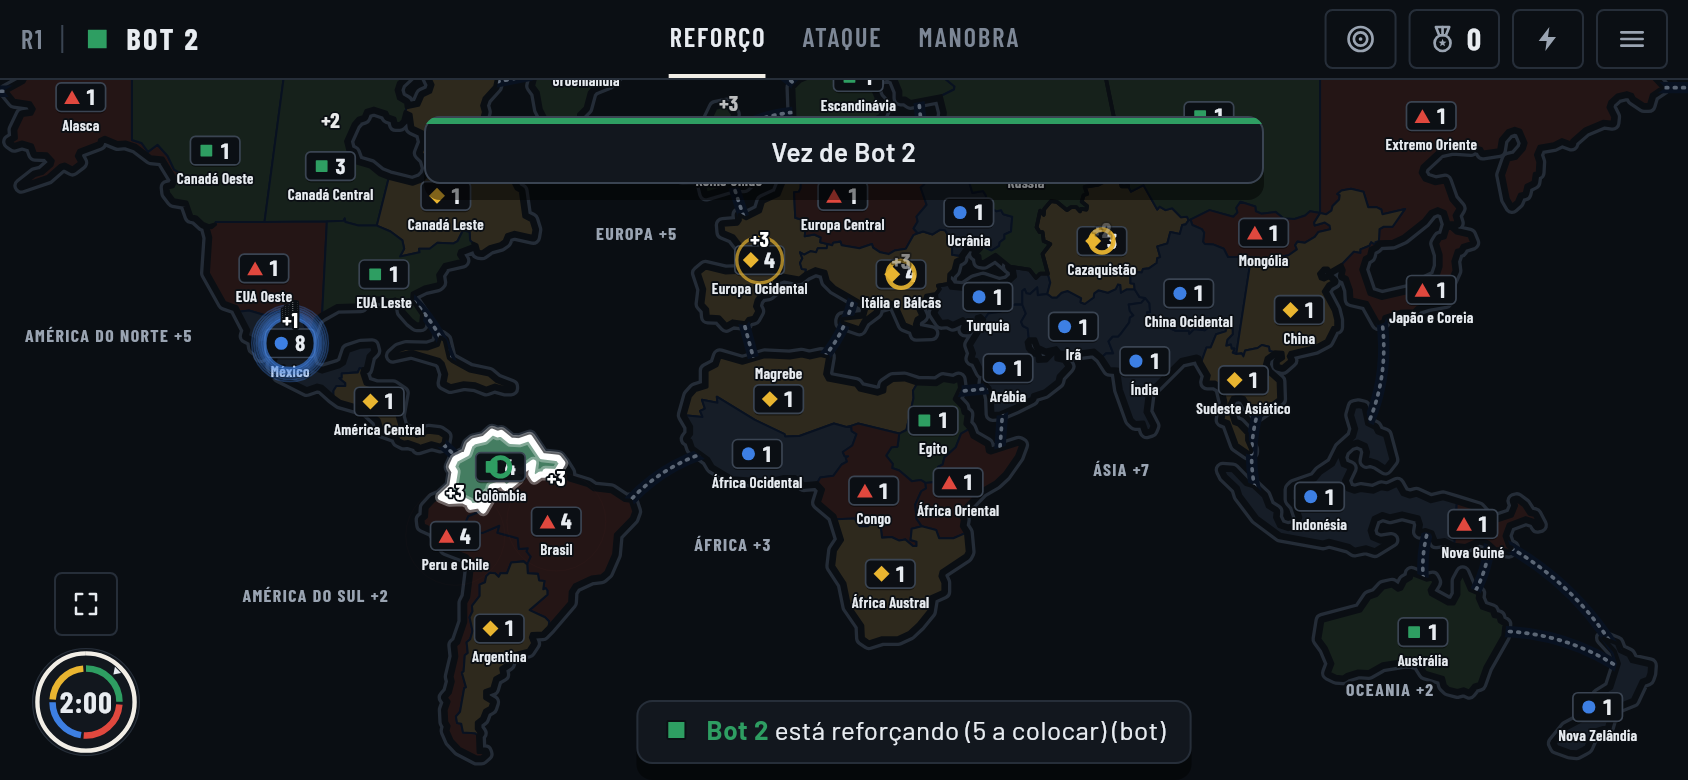 R1
BOT 2
REFORÇO
ATAQUE
MANOBRA
0
Vez de Bot 2
Groenlândia
+3
Escandinávia
1
1
Alasca
+2
1
Canadá Oeste
3
Canadá Central
1
Canadá Leste
EUROPA +5
1
Europa Central
1
Ucrânia
Rússia
1
Extremo Oriente
1
EUA Oeste
1
EUA Leste
+3
4
Europa Ocidental
+3
4
Itália e Bálcãs
3
Cazaquistão
1
Mongólia
1
Turquia
1
China Ocidental
1
China
1
Japão e Coreia
AMÉRICA DO NORTE +5
+1
8
México
1
Irã
1
Arábia
1
Índia
1
Sudeste Asiático
1
América Central
Magrebe
1
1
Egito
ÁSIA +7
4
Colômbia
+3
+3
1
África Ocidental
1
Congo
1
África Oriental
1
Indonésia
4
Peru e Chile
4
Brasil
ÁFRICA +3
1
Nova Guiné
AMÉRICA DO SUL +2
1
África Austral
1
Argentina
1
Austrália
OCEANIA +2
1
Nova Zelândia
2:00
Bot 2 está reforçando (5 a colocar) (bot)